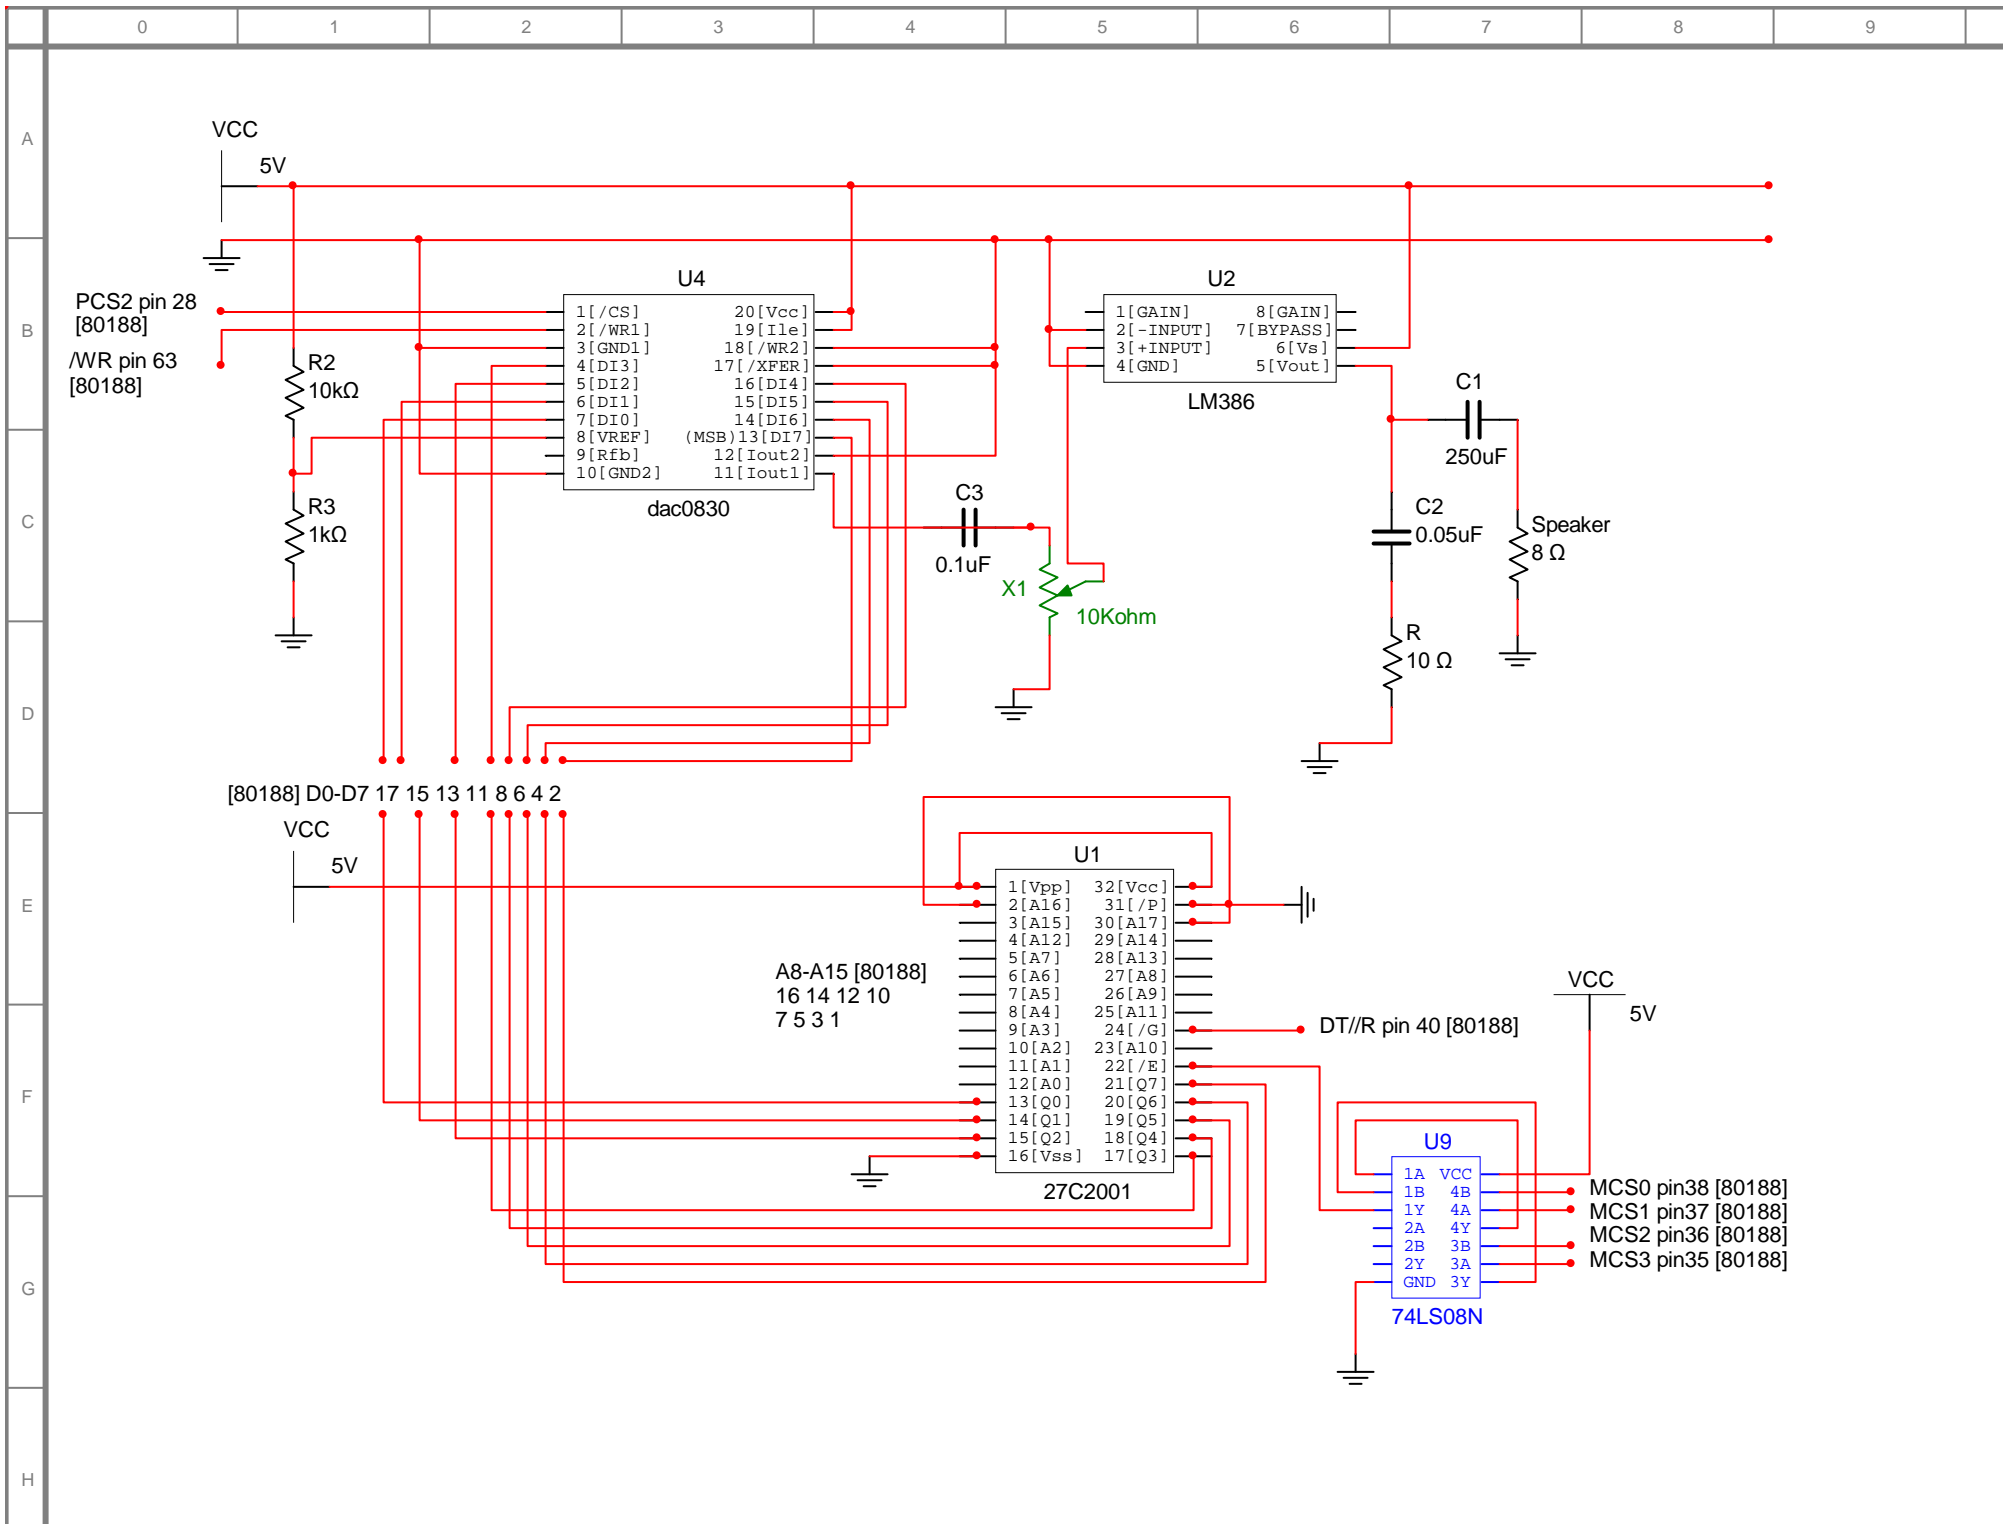 0 1 2 3 4 5 6 7 8 9
A
VCC
5V
B
PCS2 pin 28
[80188]
/WR pin 63
[80188]
R2
10kΩ
U4
1[/CS] 20[Vcc]
2[/WR1] 19[Ile]
3[GND1] 18[/WR2]
4[DI3] 17[/XFER]
5[DI2] 16[DI4]
6[DI1] 15[DI5]
7[DI0] 14[DI6]
8[VREF] (MSB)13[DI7]
9[Rfb] 12[Iout2]
10[GND2] 11[Iout1]
dac0830
U2
1[GAIN] 8[GAIN]
2[-INPUT] 7[BYPASS]
3[+INPUT] 6[Vs]
4[GND] 5[Vout]
LM386
C1
250uF
C
R3
1kΩ
C3
0.1uF
X1
10Kohm
C2
0.05uF
Speaker
8 Ω
R
10 Ω
D
[80188] D0-D7 17 15 13 11 8 6 4 2
VCC
5V
E
U1
1[Vpp] 32[Vcc]
2[A16] 31[/P]
3[A15] 30[A17]
4[A12] 29[A14]
5[A7] 28[A13]
6[A6] 27[A8]
7[A5] 26[A9]
8[A4] 25[A11]
9[A3] 24[/G]
10[A2] 23[A10]
11[A1] 22[/E]
12[A0] 21[Q7]
13[Q0] 20[Q6]
14[Q1] 19[Q5]
15[Q2] 18[Q4]
16[Vss] 17[Q3]
27C2001
A8-A15 [80188]
16 14 12 10
7 5 3 1
DT//R pin 40 [80188]
VCC
5V
F
U9
1A VCC
1B 4B
1Y 4A
2A 4Y
2B 3B
2Y 3A
GND 3Y
74LS08N
MCS0 pin38 [80188]
MCS1 pin37 [80188]
MCS2 pin36 [80188]
MCS3 pin35 [80188]
G
H